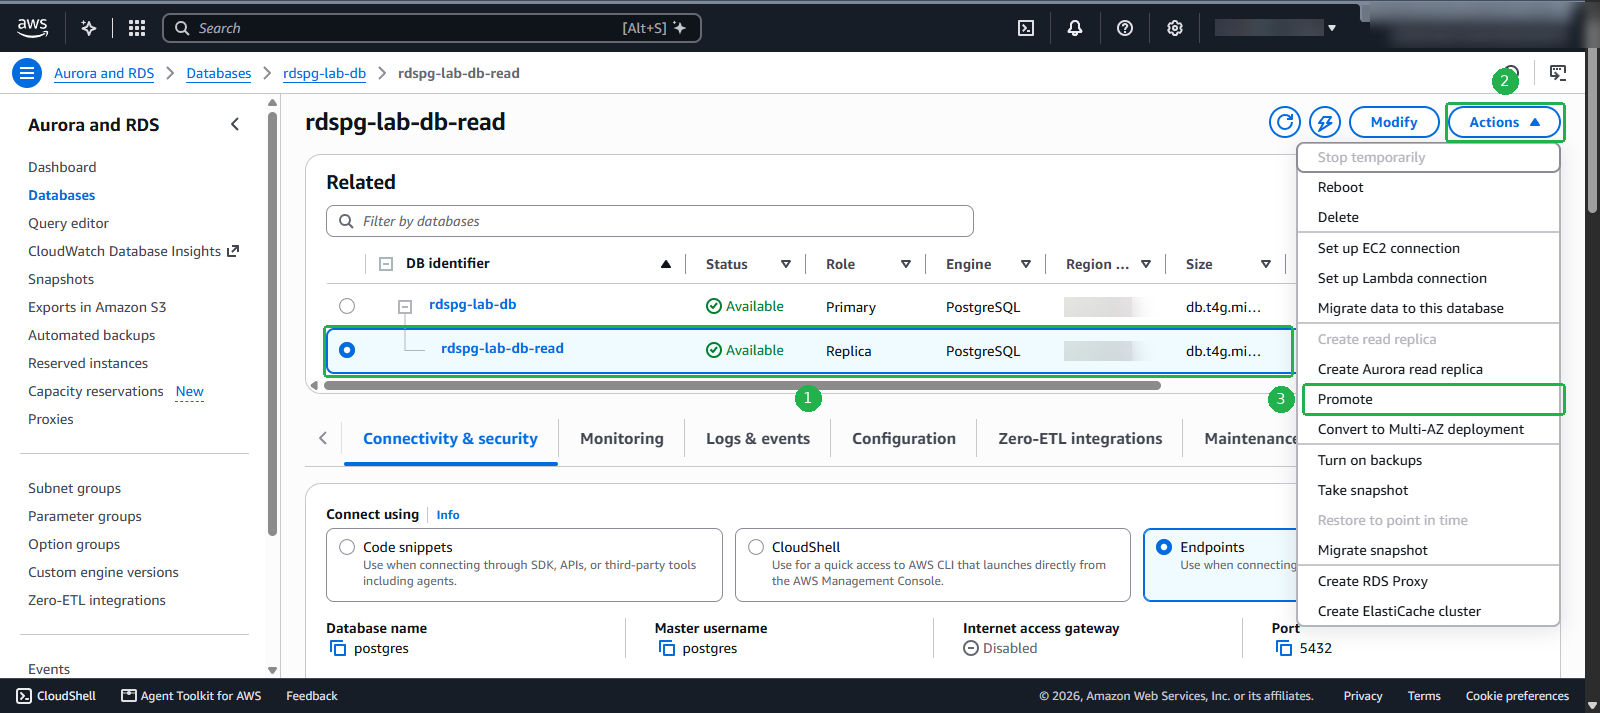 aws
Search [Alt+S]
Aurora and RDS
Databases
rdspg-lab-db
rdspg-lab-db-read
2
Aurora and RDS
Dashboard
Databases
Query editor
CloudWatch Database Insights
Snapshots
Exports in Amazon S3
Automated backups
Reserved instances
Capacity reservations New
Proxies
Subnet groups
Parameter groups
Option groups
Custom engine versions
Zero-ETL integrations
Events
rdspg-lab-db-read
Modify
Actions
Related
Filter by databases
DB identifier Status Role Engine Region ... Size
rdspg-lab-db Available Primary PostgreSQL db.t4g.mi...
rdspg-lab-db-read Available Replica PostgreSQL db.t4g.mi...
1
3
Stop temporarily
Reboot
Delete
Set up EC2 connection
Set up Lambda connection
Migrate data to this database
Create read replica
Create Aurora read replica
Promote
Convert to Multi-AZ deployment
Turn on backups
Take snapshot
Restore to point in time
Migrate snapshot
Create RDS Proxy
Create ElastiCache cluster
Connectivity & security Monitoring Logs & events Configuration Zero-ETL integrations Maintenance
Connect using Info
Code snippets
Use when connecting through SDK, APIs, or third-party tools
including agents.
CloudShell
Use for a quick access to AWS CLI that launches directly from
the AWS Management Console.
Endpoints
Use when connecting
Database name
postgres
Master username
postgres
Internet access gateway
Disabled
Port
5432
CloudShell Agent Toolkit for AWS Feedback © 2026, Amazon Web Services, Inc. or its affiliates. Privacy Terms Cookie preferences